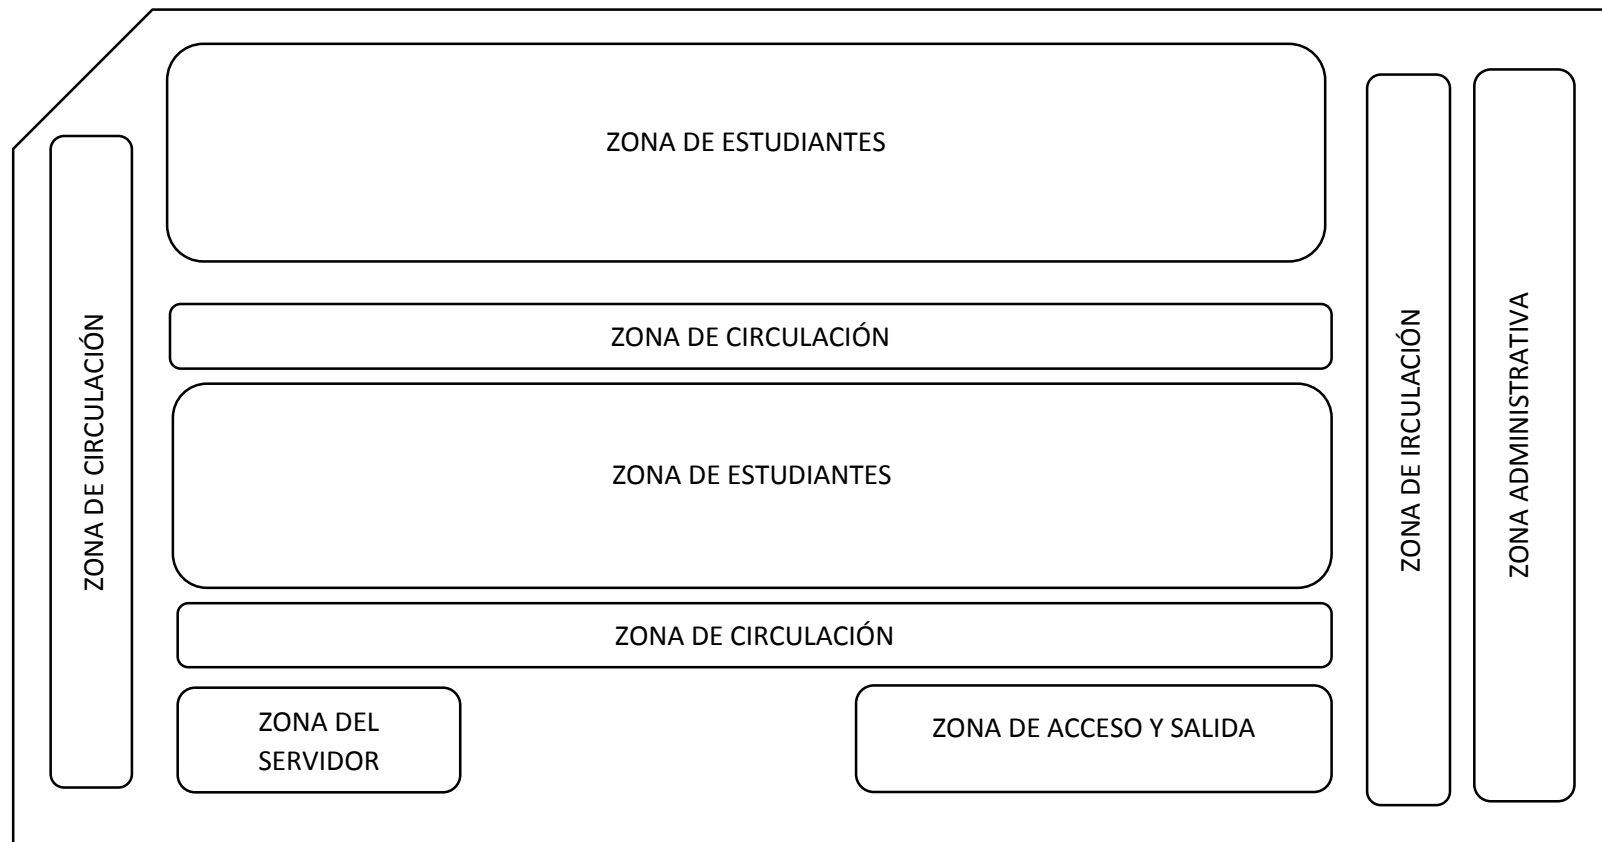 ZONA DE ESTUDIANTES
ZONA DE CIRCULACIÓN
ZONA DE CIRCULACIÓN
ZONA DE ESTUDIANTES
ZONA DE CIRCULACIÓN
ZONA DEL
SERVIDOR
ZONA DE ACCESO Y SALIDA
ZONA DE IRCULACIÓN
ZONA ADMINISTRATIVA